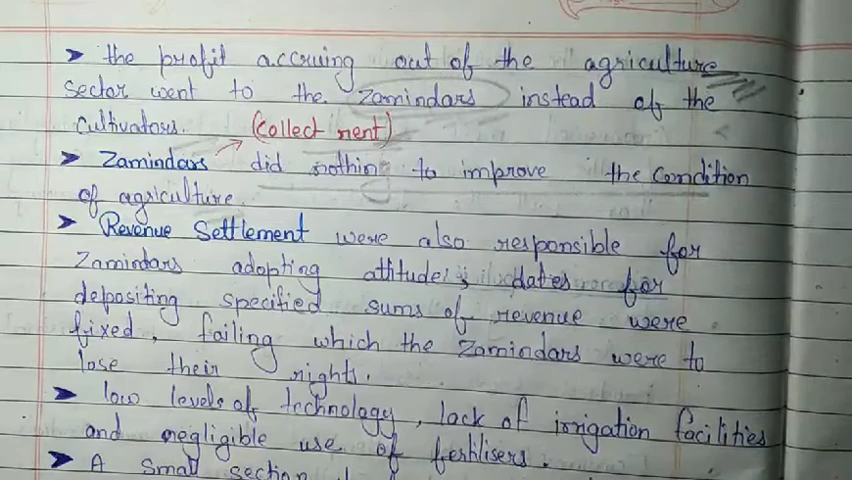 ➤ the profit accruing out of the agriculture
sector went to the zamindars instead of the
cultivators. (collect rent)
➤ Zamindars did nothing to improve the condition
of agriculture.
➤ Revenue Settlement were also responsible for
Zamindars adopting attitude; dates for
depositing specified sums of revenue were
fixed, failing which the zamindars were to
lose their rights.
➤ low levels of technology, lack of irrigation facilities
and negligible use of fertilisers.
➤ A small section